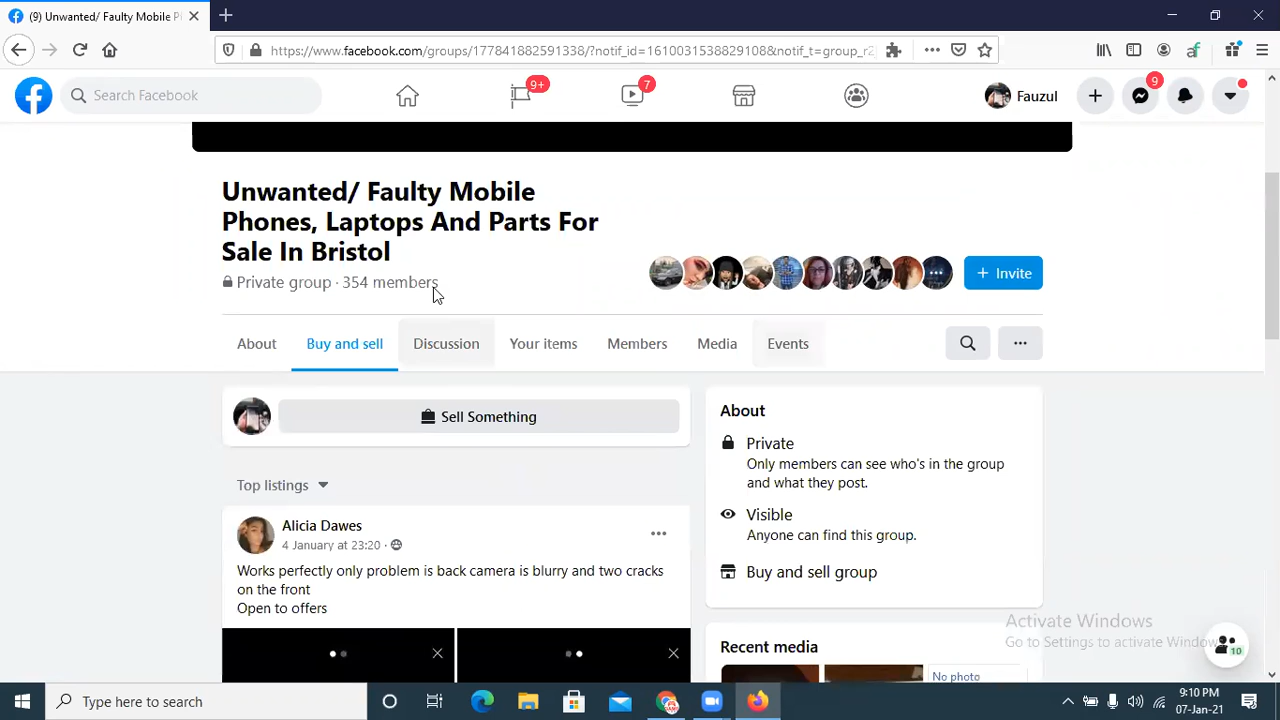 (9) Unwanted/ Faulty Mobile P
https://www.facebook.com/groups/177841882591338/?notif_id=1610031538829108&notif_t=group_r2
Search Facebook
9+
7
Fauzul
9
Unwanted/ Faulty Mobile
Phones, Laptops And Parts For
Sale In Bristol
Private group · 354 members
Invite
About
Buy and sell
Discussion
Your items
Members
Media
Events
Sell Something
About
Private
Only members can see who's in the group
and what they post.
Top listings
Visible
Anyone can find this group.
Alicia Dawes
4 January at 23:20 ·
Works perfectly only problem is back camera is blurry and two cracks
on the front
Open to offers
Buy and sell group
Recent media
No photo
Activate Windows
Go to Settings to activate Window
10
Type here to search
9:10 PM
07-Jan-21